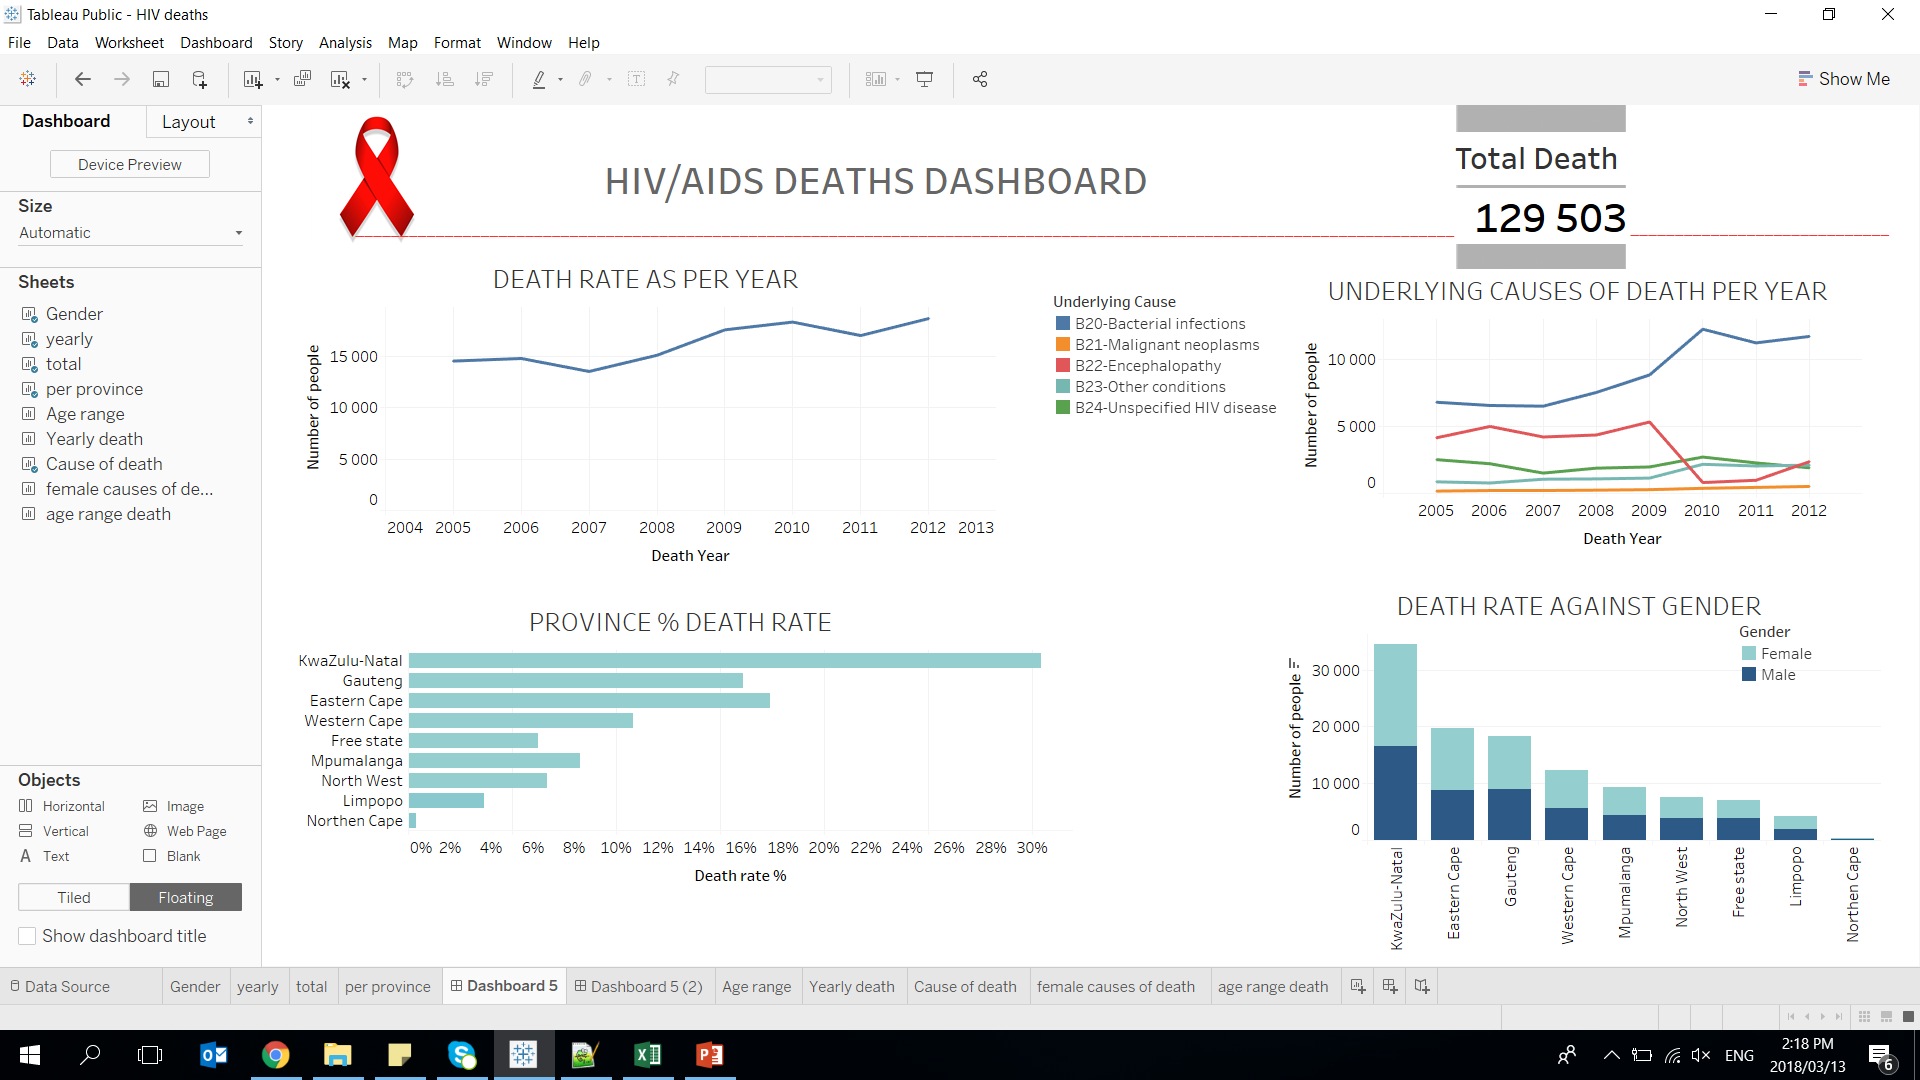 Tableau Public - HIV deaths
File Data Worksheet Dashboard Story Analysis Map Format Window Help
Show Me
Dashboard Layout
Device Preview
Size
Automatic
Sheets
Gender
yearly
total
per province
Age range
Yearly death
Cause of death
female causes of de...
age range death
Objects
Horizontal Image
Vertical Web Page
A Text Blank
Tiled Floating
Show dashboard title
HIV/AIDS DEATHS DASHBOARD
Total Death
129 503
DEATH RATE AS PER YEAR
Number of people
15 000
10 000
5 000
0
2004 2005 2006 2007 2008 2009 2010 2011 2012 2013
Death Year
Underlying Cause
B20-Bacterial infections
B21-Malignant neoplasms
B22-Encephalopathy
B23-Other conditions
B24-Unspecified HIV disease
UNDERLYING CAUSES OF DEATH PER YEAR
Number of people
10 000
5 000
0
2005 2006 2007 2008 2009 2010 2011 2012
Death Year
PROVINCE % DEATH RATE
KwaZulu-Natal
Gauteng
Eastern Cape
Western Cape
Free state
Mpumalanga
North West
Limpopo
Northen Cape
0% 2% 4% 6% 8% 10% 12% 14% 16% 18% 20% 22% 24% 26% 28% 30%
Death rate %
DEATH RATE AGAINST GENDER
Gender
Female
Male
Number of people
30 000
20 000
10 000
0
KwaZulu-Natal
Eastern Cape
Gauteng
Western Cape
Mpumalanga
North West
Free state
Limpopo
Northen Cape
Data Source Gender yearly total per province Dashboard 5 Dashboard 5 (2) Age range Yearly death Cause of death female causes of death age range death
ENG
2:18 PM
2018/03/13
6